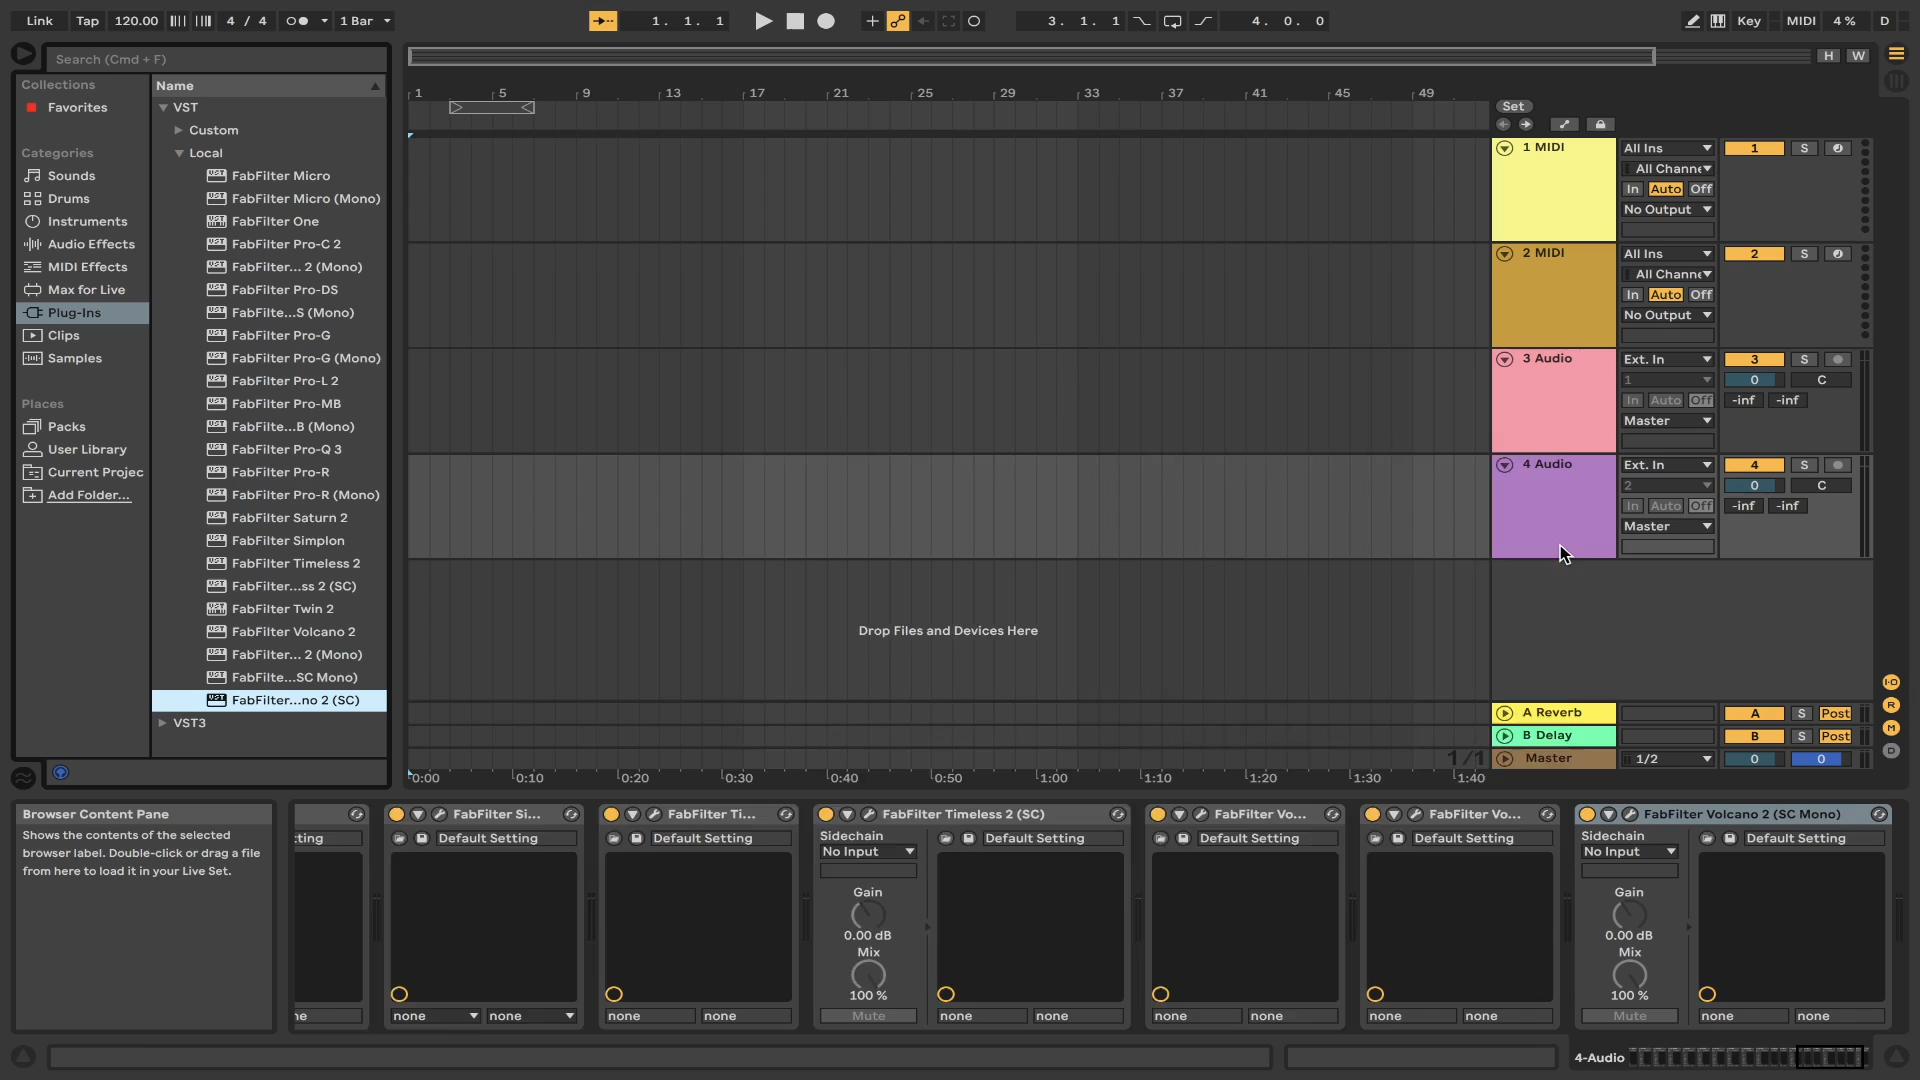 Link Tap 120.00 4 / 4 1 Bar 1. 1. 1 3. 1. 1 4. 0. 0 Key MIDI 4 % D
Search (Cmd + F)
H W
Collections
Favorites
Categories
Sounds
Drums
Instruments
Audio Effects
MIDI Effects
Max for Live
Plug-Ins
Clips
Samples
Places
Packs
User Library
Current Projec
Add Folder...
Name
VST
Custom
Local
FabFilter Micro
FabFilter Micro (Mono)
FabFilter One
FabFilter Pro-C 2
FabFilter... 2 (Mono)
FabFilter Pro-DS
FabFilte...S (Mono)
FabFilter Pro-G
FabFilter Pro-G (Mono)
FabFilter Pro-L 2
FabFilter Pro-MB
FabFilte...B (Mono)
FabFilter Pro-Q 3
FabFilter Pro-R
FabFilter Pro-R (Mono)
FabFilter Saturn 2
FabFilter Simplon
FabFilter Timeless 2
FabFilter...ss 2 (SC)
FabFilter Twin 2
FabFilter Volcano 2
FabFilter... 2 (Mono)
FabFilte...SC Mono)
FabFilter...no 2 (SC)
VST3
1 5 9 13 17 21 25 29 33 37 41 45 49
Set
1 MIDI All Ins 1 S
All Channe
In Auto Off
No Output
2 MIDI All Ins 2 S
All Channe
In Auto Off
No Output
3 Audio Ext. In 3 S
1 0 C
In Auto Off -inf -inf
Master
4 Audio Ext. In 4 S
2 0 C
In Auto Off -inf -inf
Master
Drop Files and Devices Here
I·O
R
M
D
A Reverb A S Post
B Delay B S Post
1/1 Master 1/2 0 0
0:00 0:10 0:20 0:30 0:40 0:50 1:00 1:10 1:20 1:30 1:40
Browser Content Pane
Shows the contents of the selected
browser label. Double-click or drag a file
from here to load it in your Live Set.
tting
ne
FabFilter Si...
Default Setting
none none
FabFilter Ti...
Default Setting
none none
FabFilter Timeless 2 (SC)
Sidechain
No Input
Default Setting
Gain
0.00 dB
Mix
100 %
Mute none none
FabFilter Vo...
Default Setting
none none
FabFilter Vo...
Default Setting
none none
FabFilter Volcano 2 (SC Mono)
Sidechain
No Input
Default Setting
Gain
0.00 dB
Mix
100 %
Mute none none
4-Audio